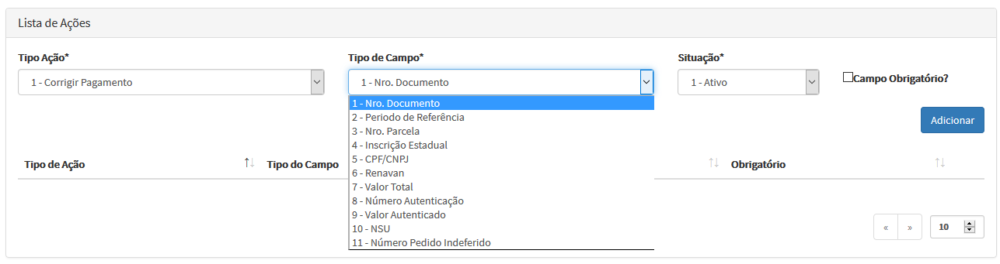 Lista de Ações
Tipo Ação* Tipo de Campo* Situação*
1 - Corrigir Pagamento 1 - Nro. Documento 1 - Ativo Campo Obrigatório?
1 - Nro. Documento
2 - Periodo de Referência
Adicionar
3 - Nro. Parcela
4 - Inscrição Estadual
5 - CPF/CNPJ
Tipo de Ação Tipo do Campo Obrigatório
6 - Renavan
7 - Valor Total
8 - Número Autenticação
9 - Valor Autenticado
10 - NSU
11 - Número Pedido Indeferido
« » 10